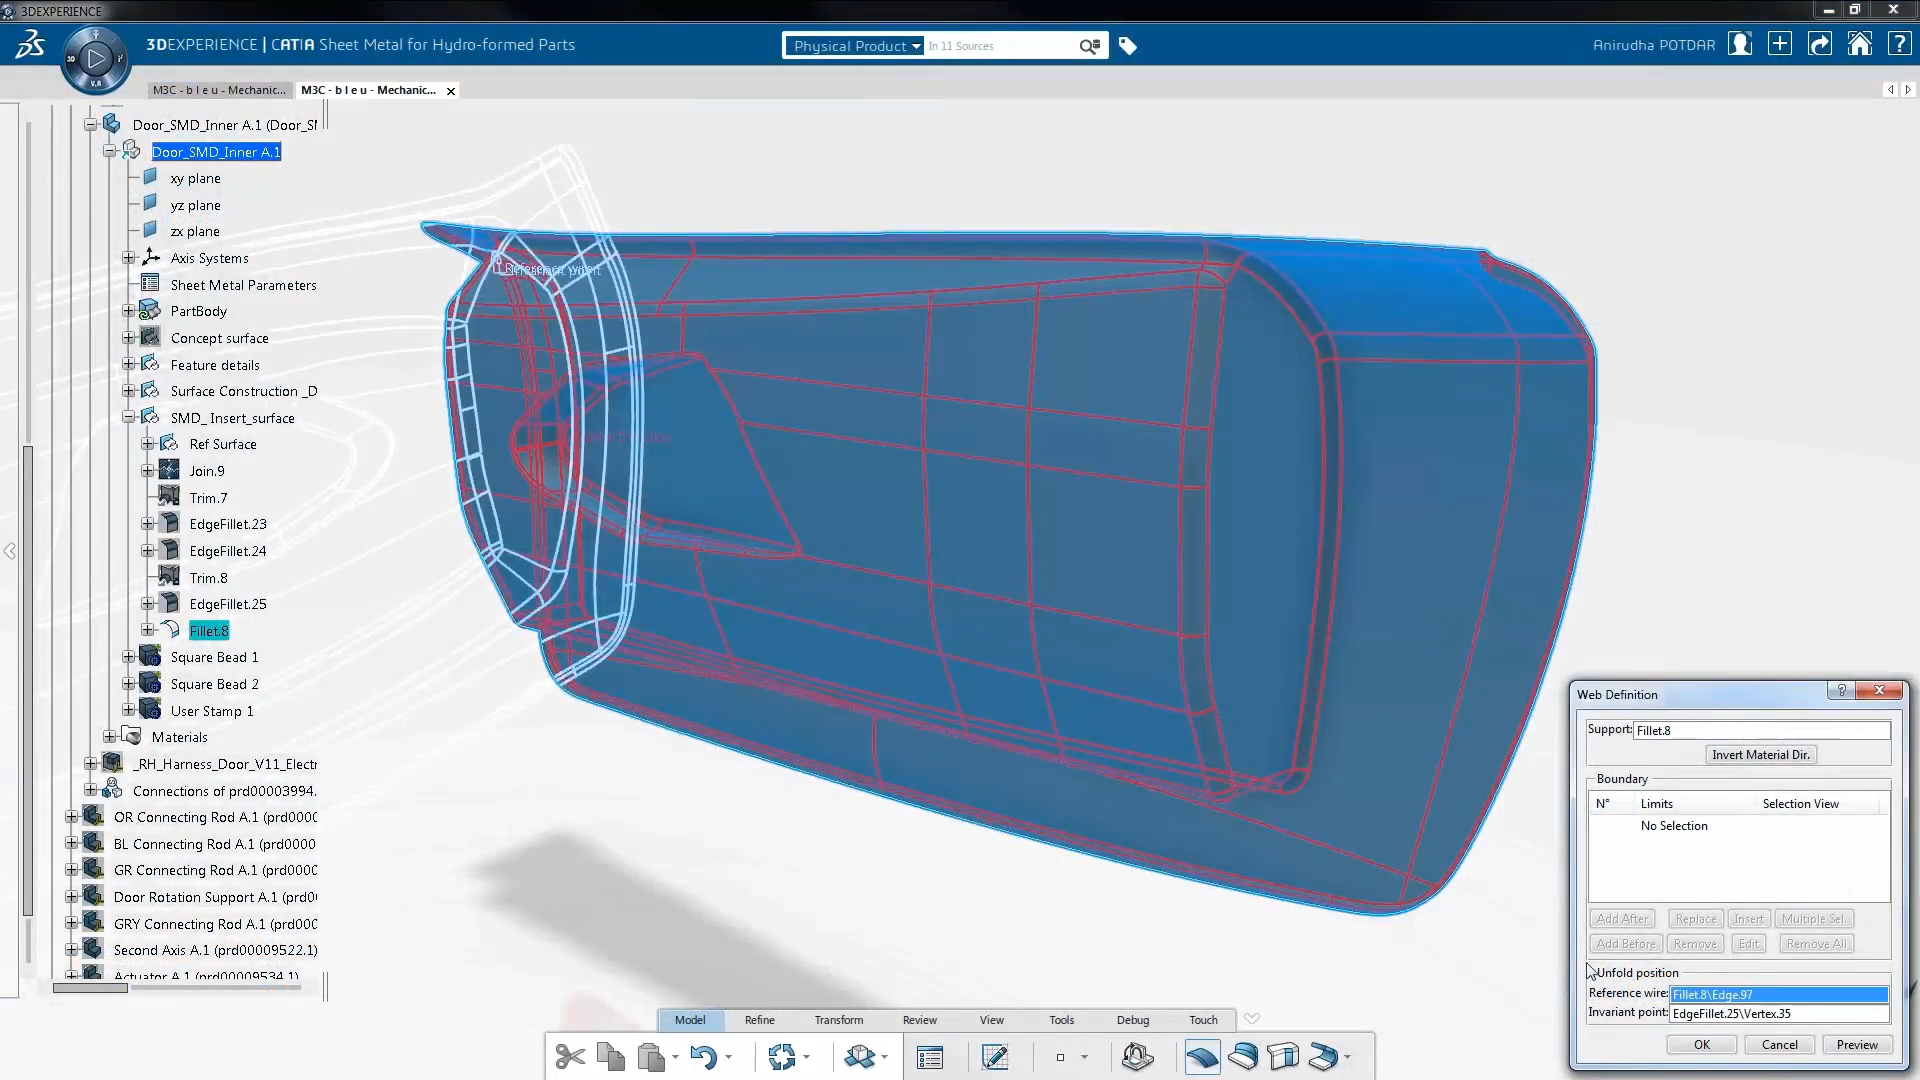 3DEXPERIENCE
3DEXPERIENCE | CATIA Sheet Metal for Hydro-formed Parts
Physical Product
In 11 Sources
Anirudha POTDAR
3D
V.R
M3C - b l e u - Mechanic...
M3C - b l e u - Mechanic...
Door_SMD_Inner A.1 (Door_SI
Door_SMD_Inner A.1
xy plane
yz plane
zx plane
Axis Systems
Sheet Metal Parameters
PartBody
Concept surface
Feature details
Surface Construction _D
SMD_ Insert_surface
Ref Surface
Join.9
Trim.7
EdgeFillet.23
EdgeFillet.24
Trim.8
EdgeFillet.25
Fillet.8
Square Bead 1
Square Bead 2
User Stamp 1
Materials
_RH_Harness_Door_V11_Electr
Connections of prd00003994.
OR Connecting Rod A.1 (prd000C
BL Connecting Rod A.1 (prd0000
GR Connecting Rod A.1 (prd000C
Door Rotation Support A.1 (prd0
GRY Connecting Rod A.1 (prd00C
Second Axis A.1 (prd00009522.1)
Actuator A.1 (prd00009534.1)
Web Definition
Support: Fillet.8
Invert Material Dir.
Boundary
N° Limits Selection View
No Selection
Add After Replace Insert Multiple Sel.
Add Before Remove Edit Remove All
Unfold position
Reference wire: Fillet.8\Edge.97
Invariant point: EdgeFillet.25\Vertex.35
OK Cancel Preview
Model Refine Transform Review View Tools Debug Touch